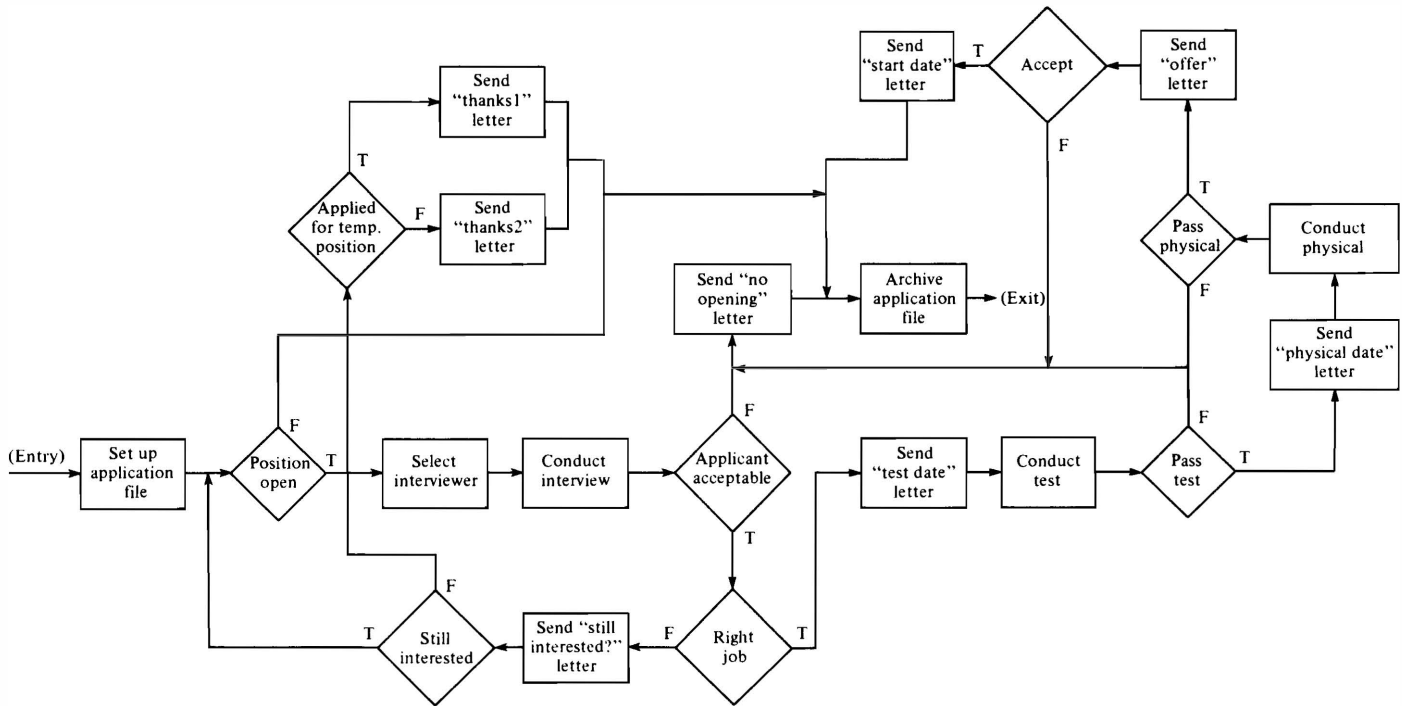 Send
“start date”
letter
T
Accept
Send
“offer”
letter
Send
“thanks1”
letter
F
T
T
Applied
for temp.
position
F
Send
“thanks2”
letter
Pass
physical
Conduct
physical
Send “no
opening”
letter
Archive
application
file
(Exit)
F
Send
“physical date”
letter
F
F
F
(Entry)
Set up
application
file
Position
open
T
Select
interviewer
Conduct
interview
Applicant
acceptable
Send
“test date”
letter
Conduct
test
Pass
test
T
T
F
T
Still
interested
Send “still
interested?”
letter
F
Right
job
T